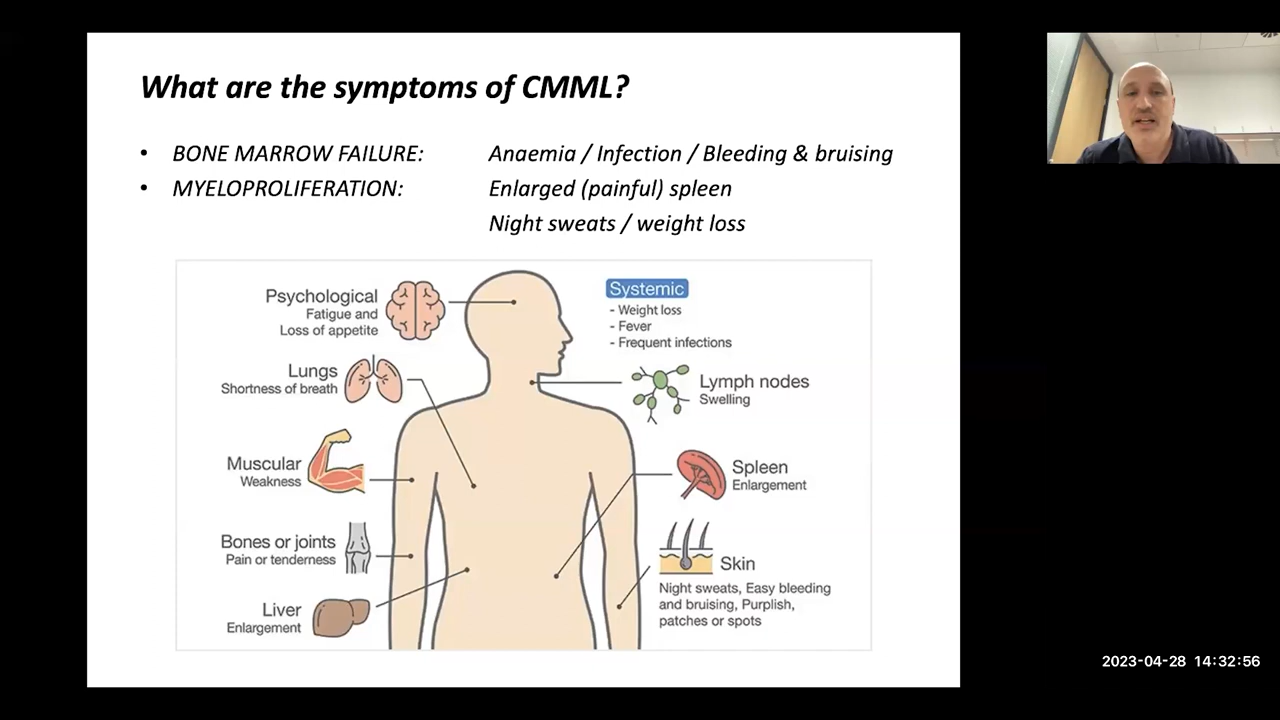 What are the symptoms of CMML?
• BONE MARROW FAILURE: Anaemia / Infection / Bleeding & bruising
• MYELOPROLIFERATION: Enlarged (painful) spleen
Night sweats / weight loss
Psychological
Fatigue and
Loss of appetite
Systemic
- Weight loss
- Fever
- Frequent infections
Lungs
Shortness of breath
Lymph nodes
Swelling
Muscular
Weakness
Spleen
Enlargement
Bones or joints
Pain or tenderness
Skin
Night sweats, Easy bleeding
and bruising, Purplish,
patches or spots
Liver
Enlargement
2023-04-28 14:32:56